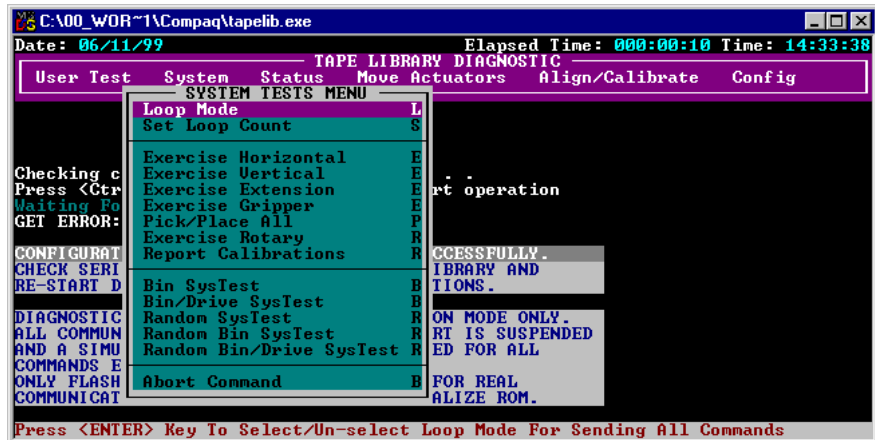 C:\00_WOR~1\Compaq\tapelib.exe
Date: 06/11/99 Elapsed Time: 000:00:10 Time: 14:33:38
TAPE LIBRARY DIAGNOSTIC
User Test System Status Move Actuators Align/Calibrate Config
SYSTEM TESTS MENU
Loop Mode L
Set Loop Count S
Exercise Horizontal E
Checking c Exercise Vertical E . .
Press <Ctr Exercise Extension E rt operation
Waiting Fo Exercise Gripper E
GET ERROR: Pick/Place All P
Exercise Rotary R
CONFIGURAT Report Calibrations R CCESSFULLY.
CHECK SERI IBRARY AND
RE-START D Bin SysTest B TIONS.
Bin/Drive SysTest B
DIAGNOSTIC Random SysTest R ON MODE ONLY.
ALL COMMUN Random Bin SysTest R RT IS SUSPENDED
AND A SIMU Random Bin/Drive SysTest R ED FOR ALL
COMMANDS E
ONLY FLASH Abort Command B FOR REAL
COMMUNICAT ALIZE ROM.
Press <ENTER> Key To Select/Un-select Loop Mode For Sending All Commands